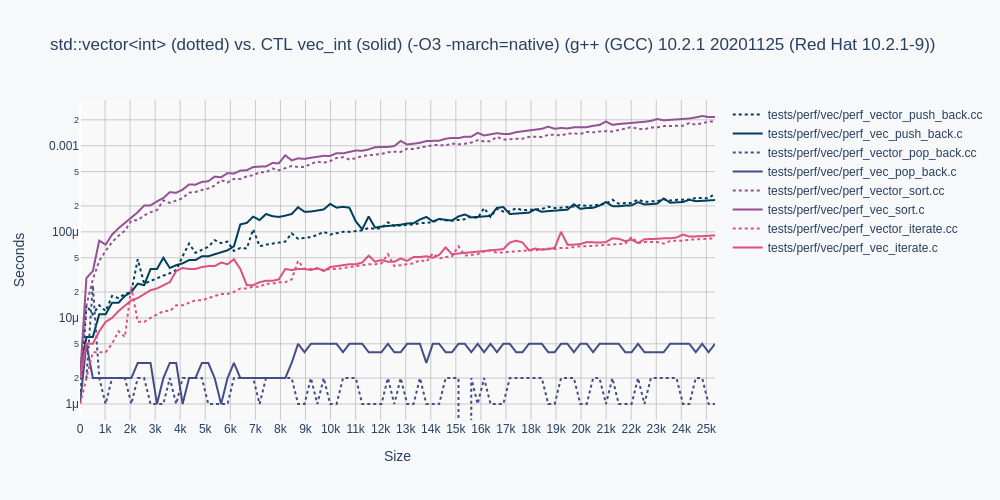 std::vector<int> (dotted) vs. CTL vec_int (solid) (-O3 -march=native) (g++ (GCC) 10.2.1 20201125 (Red Hat 10.2.1-9))
tests/perf/vec/perf_vector_push_back.cc
tests/perf/vec/perf_vec_push_back.c
tests/perf/vec/perf_vector_pop_back.cc
tests/perf/vec/perf_vec_pop_back.c
tests/perf/vec/perf_vector_sort.cc
tests/perf/vec/perf_vec_sort.c
tests/perf/vec/perf_vector_iterate.cc
tests/perf/vec/perf_vec_iterate.c
Seconds
2
0.001
5
2
100μ
5
2
10μ
5
2
1μ
0 1k 2k 3k 4k 5k 6k 7k 8k 9k 10k 11k 12k 13k 14k 15k 16k 17k 18k 19k 20k 21k 22k 23k 24k 25k
Size